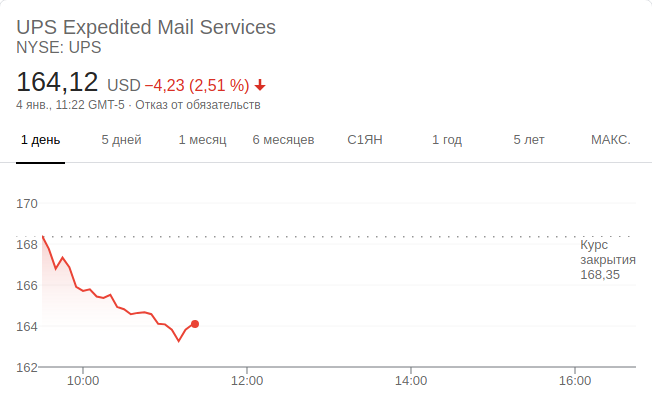 UPS Expedited Mail Services
NYSE: UPS
164,12 USD −4,23 (2,51 %)
4 янв., 11:22 GMT-5 · Отказ от обязательств
1 день 5 дней 1 месяц 6 месяцев С1ЯН 1 год 5 лет МАКС.
170
168
Курс
закрытия
168,35
166
164
162
10:00 12:00 14:00 16:00